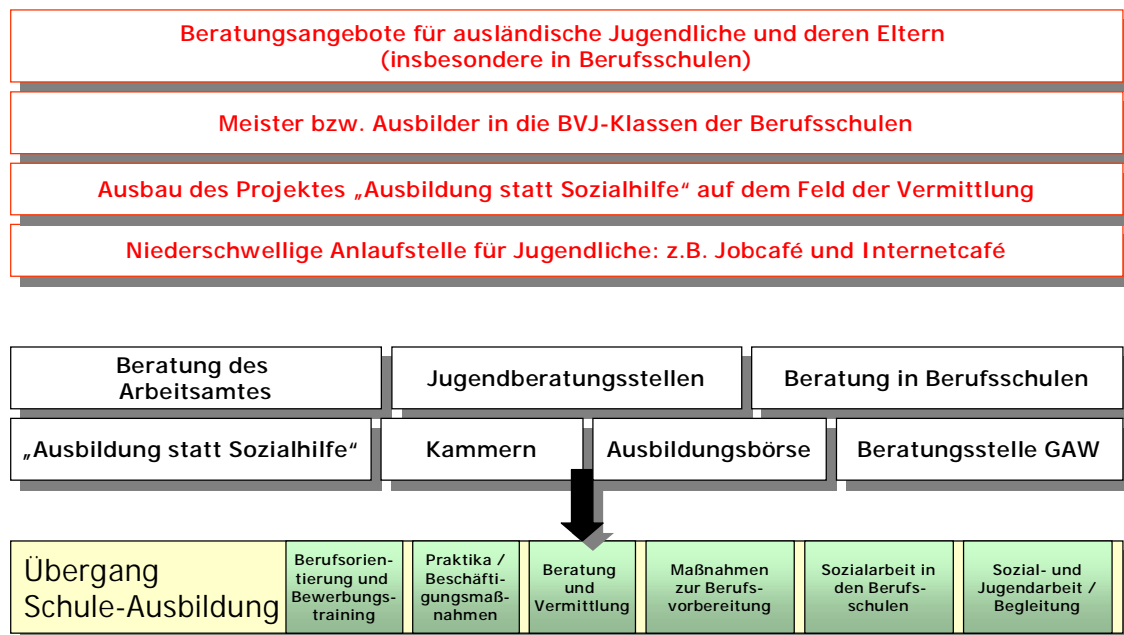 Beratungsangebote für ausländische Jugendliche und deren Eltern
(insbesondere in Berufsschulen)
Meister bzw. Ausbilder in die BVJ-Klassen der Berufsschulen
Ausbau des Projektes „Ausbildung statt Sozialhilfe“ auf dem Feld der Vermittlung
Niederschwellige Anlaufstelle für Jugendliche: z.B. Jobcafé und Internetcafé
Beratung des
Arbeitsamtes
Jugendberatungsstellen
Beratung in Berufsschulen
„Ausbildung statt Sozialhilfe“
Kammern
Ausbildungsbörse
Beratungsstelle GAW
Übergang
Schule-Ausbildung
Berufsorien-
tierung und
Bewerbungs-
training
Praktika /
Beschäfti-
gungsmaß-
nahmen
Beratung
und
Vermittlung
Maßnahmen
zur Berufs-
vorbereitung
Sozialarbeit in
den Berufs-
schulen
Sozial- und
Jugendarbeit /
Begleitung